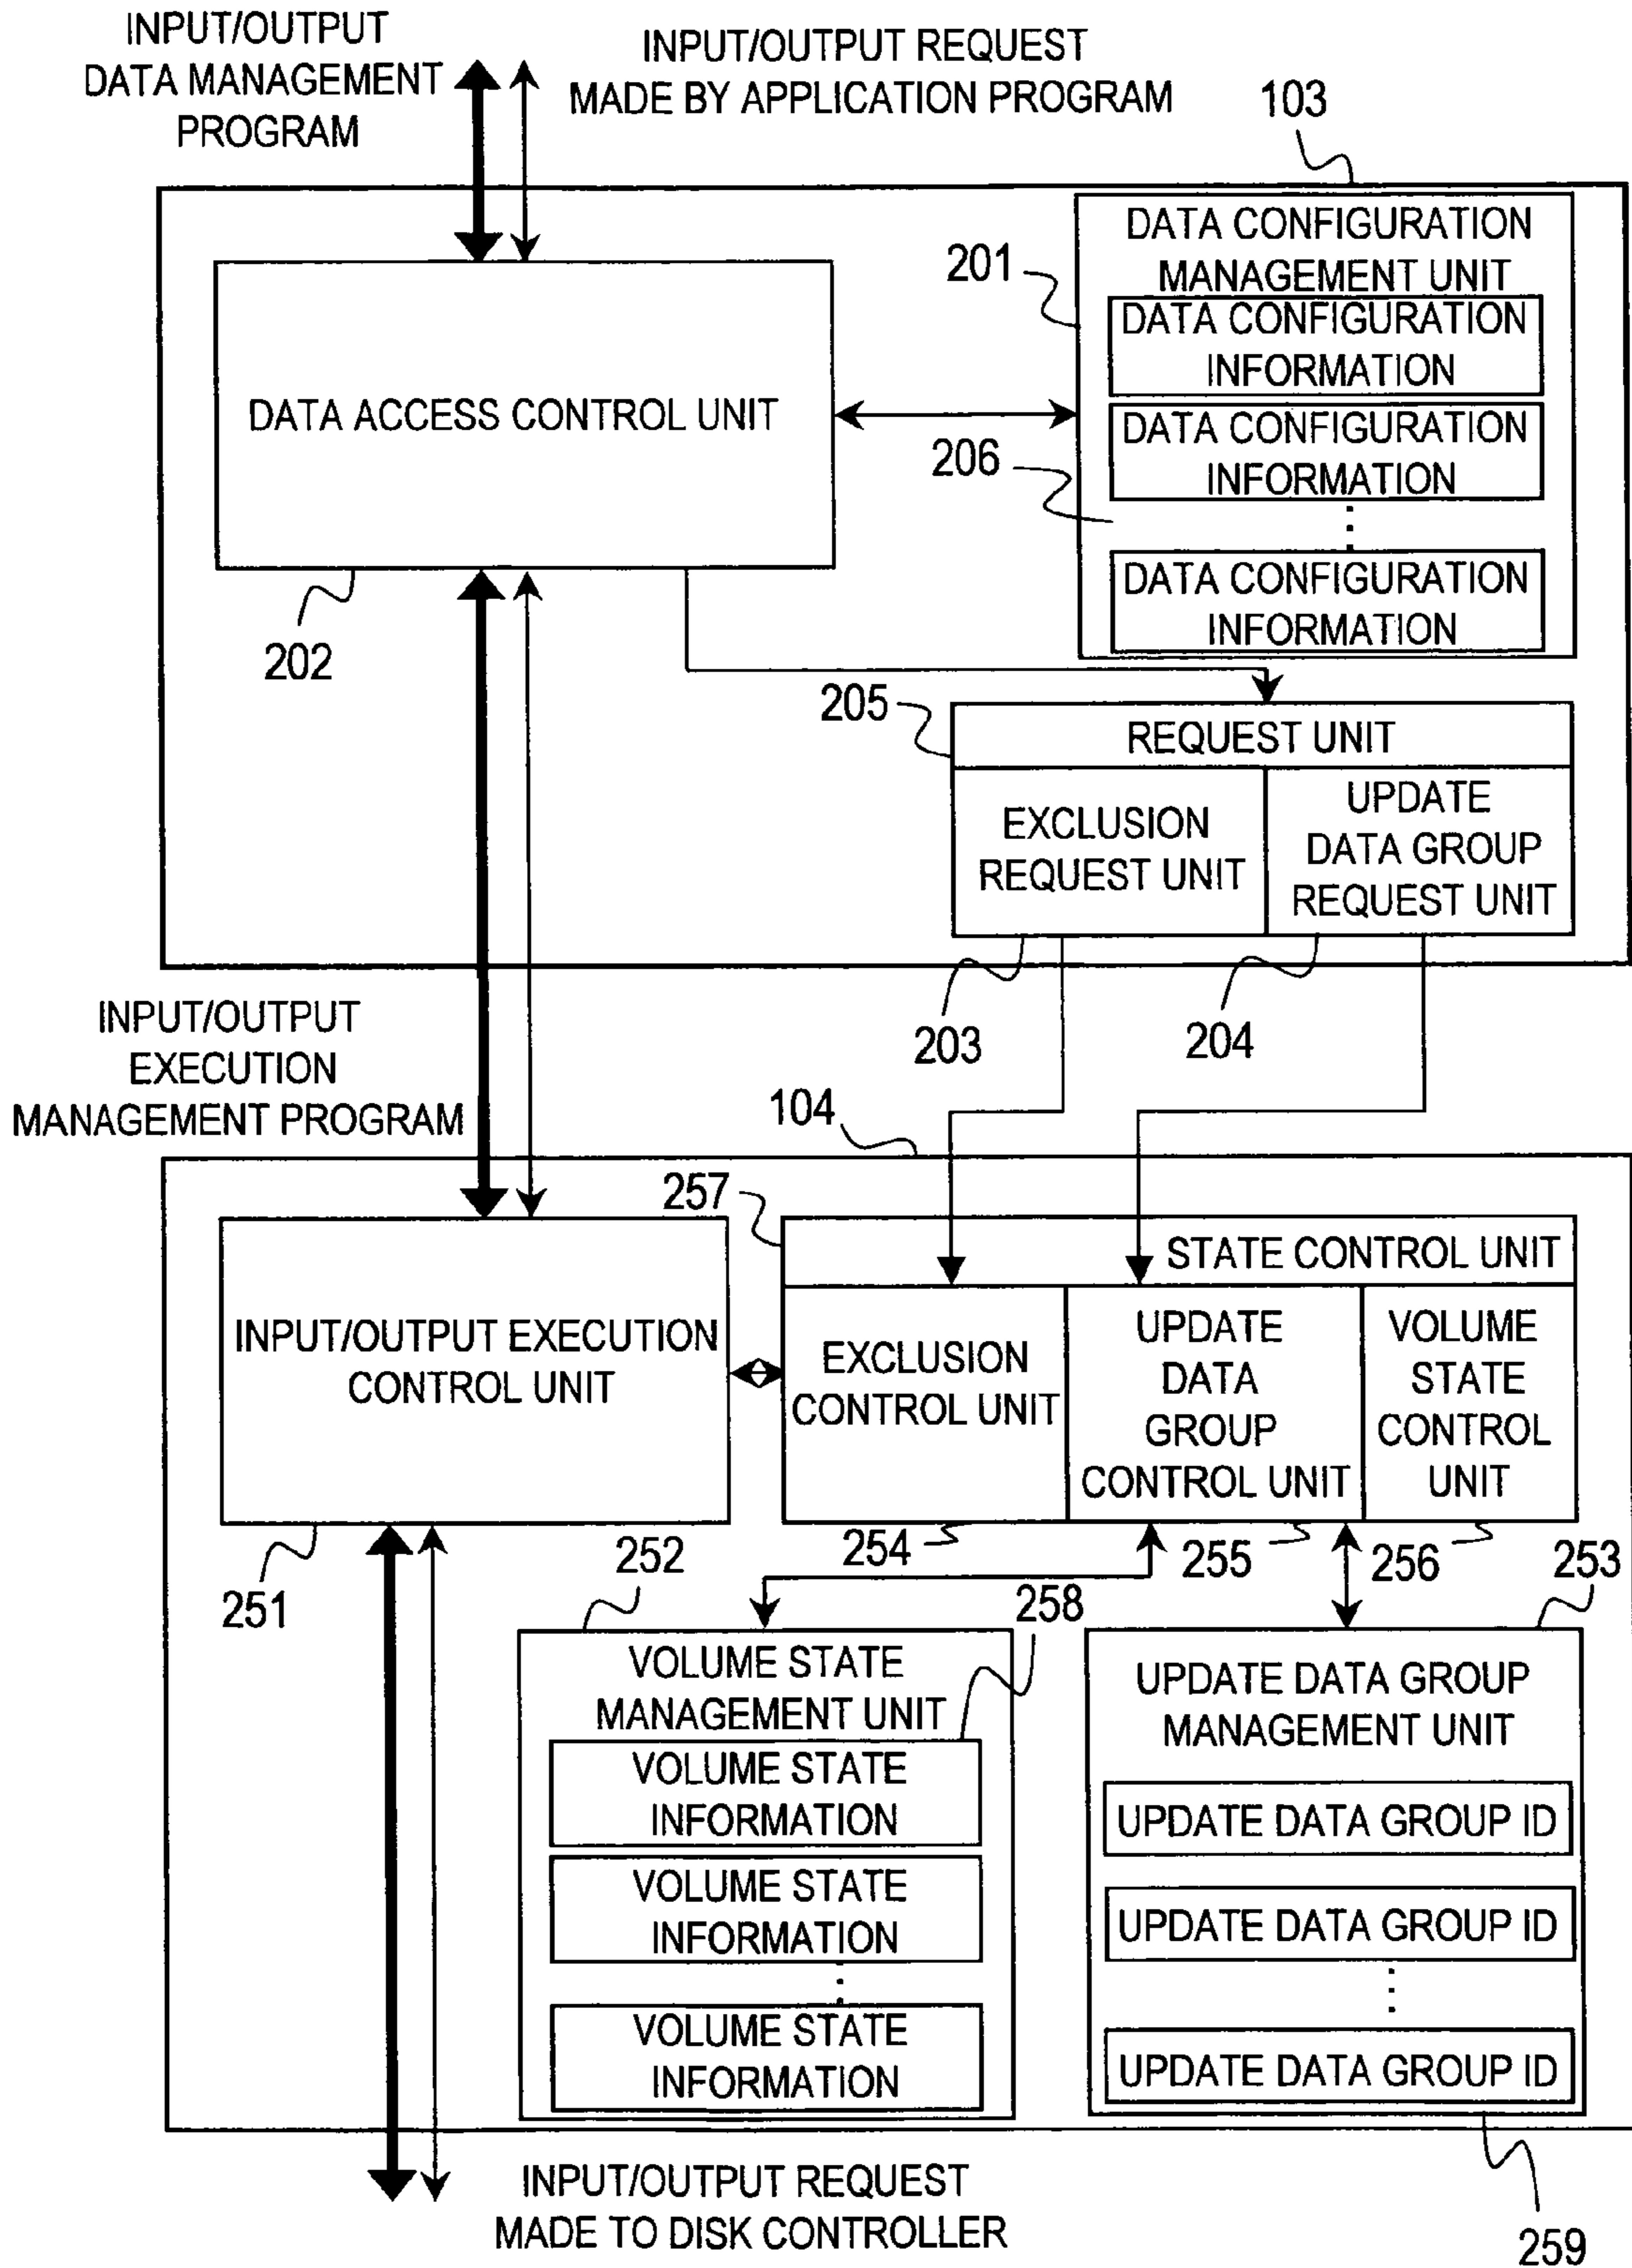 INPUT/OUTPUT
DATA MANAGEMENT
PROGRAM
INPUT/OUTPUT REQUEST
MADE BY APPLICATION PROGRAM
103
DATA CONFIGURATION
MANAGEMENT UNIT
201
DATA CONFIGURATION
INFORMATION
DATA ACCESS CONTROL UNIT
DATA CONFIGURATION
INFORMATION
206
DATA CONFIGURATION
INFORMATION
202
205
REQUEST UNIT
EXCLUSION
REQUEST UNIT
UPDATE
DATA GROUP
REQUEST UNIT
203
204
INPUT/OUTPUT
EXECUTION
MANAGEMENT PROGRAM
104
257
STATE CONTROL UNIT
INPUT/OUTPUT EXECUTION
CONTROL UNIT
EXCLUSION
CONTROL UNIT
UPDATE
DATA
GROUP
CONTROL UNIT
VOLUME
STATE
CONTROL
UNIT
251
252
254
255
256
253
258
VOLUME STATE
MANAGEMENT UNIT
VOLUME STATE
INFORMATION
VOLUME STATE
INFORMATION
VOLUME STATE
INFORMATION
UPDATE DATA GROUP
MANAGEMENT UNIT
UPDATE DATA GROUP ID
UPDATE DATA GROUP ID
UPDATE DATA GROUP ID
INPUT/OUTPUT REQUEST
MADE TO DISK CONTROLLER
259